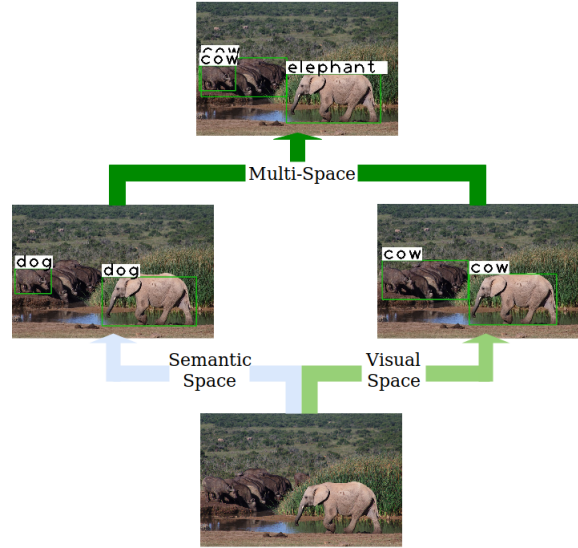 cow
cow
elephant
Multi-Space
dog
dog
cow
cow
Semantic
Space
Visual
Space